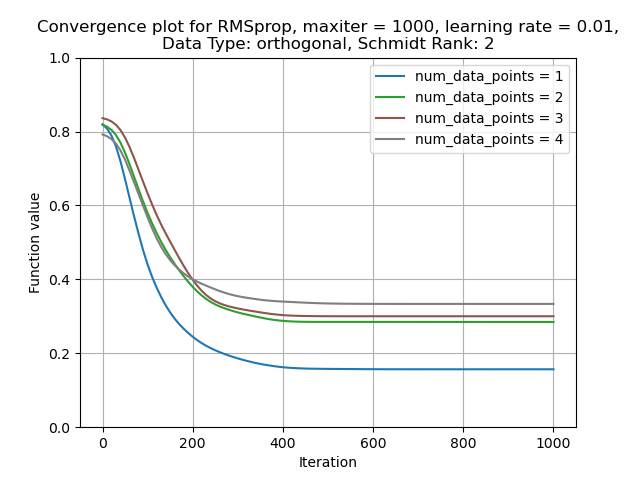 Convergence plot for RMSprop, maxiter = 1000, learning rate = 0.01,
Data Type: orthogonal, Schmidt Rank: 2
num_data_points = 1
num_data_points = 2
num_data_points = 3
num_data_points = 4
Function value
1.0
0.8
0.6
0.4
0.2
0.0
0 200 400 600 800 1000
Iteration